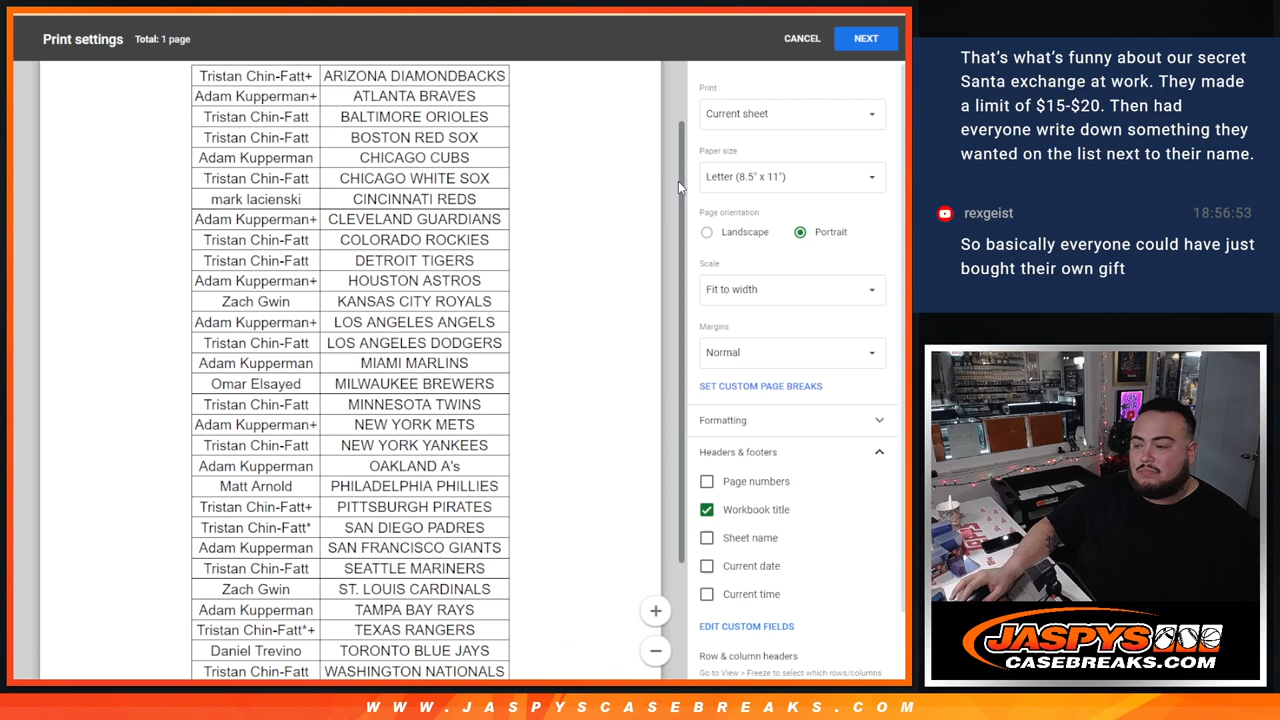 Print settings Total: 1 page CANCEL NEXT
Tristan Chin-Fatt+ ARIZONA DIAMONDBACKS
Adam Kupperman+ ATLANTA BRAVES
Tristan Chin-Fatt BALTIMORE ORIOLES
Tristan Chin-Fatt BOSTON RED SOX
Adam Kupperman CHICAGO CUBS
Tristan Chin-Fatt CHICAGO WHITE SOX
mark lacienski CINCINNATI REDS
Adam Kupperman+ CLEVELAND GUARDIANS
Tristan Chin-Fatt COLORADO ROCKIES
Tristan Chin-Fatt DETROIT TIGERS
Adam Kupperman+ HOUSTON ASTROS
Zach Gwin KANSAS CITY ROYALS
Adam Kupperman+ LOS ANGELES ANGELS
Tristan Chin-Fatt LOS ANGELES DODGERS
Adam Kupperman MIAMI MARLINS
Omar Elsayed MILWAUKEE BREWERS
Tristan Chin-Fatt MINNESOTA TWINS
Adam Kupperman+ NEW YORK METS
Tristan Chin-Fatt NEW YORK YANKEES
Adam Kupperman OAKLAND A's
Matt Arnold PHILADELPHIA PHILLIES
Tristan Chin-Fatt+ PITTSBURGH PIRATES
Tristan Chin-Fatt* SAN DIEGO PADRES
Adam Kupperman SAN FRANCISCO GIANTS
Tristan Chin-Fatt SEATTLE MARINERS
Zach Gwin ST. LOUIS CARDINALS
Adam Kupperman TAMPA BAY RAYS
Tristan Chin-Fatt*+ TEXAS RANGERS
Daniel Trevino TORONTO BLUE JAYS
Tristan Chin-Fatt WASHINGTON NATIONALS
Print
Current sheet
Paper size
Letter (8.5" x 11")
Page orientation
Landscape Portrait
Scale
Fit to width
Margins
Normal
SET CUSTOM PAGE BREAKS
Formatting
Headers & footers
Page numbers
Workbook title
Sheet name
Current date
Current time
EDIT CUSTOM FIELDS
Row & column headers
Go to View > Freeze to select which rows/columns
That's what's funny about our secret
Santa exchange at work. They made
a limit of $15-$20. Then had
everyone write down something they
wanted on the list next to their name.
rexgeist 18:56:53
So basically everyone could have just
bought their own gift
JASPYS
CASEBREAKS.COM
WWW.JASPYSCASEBREAKS.COM